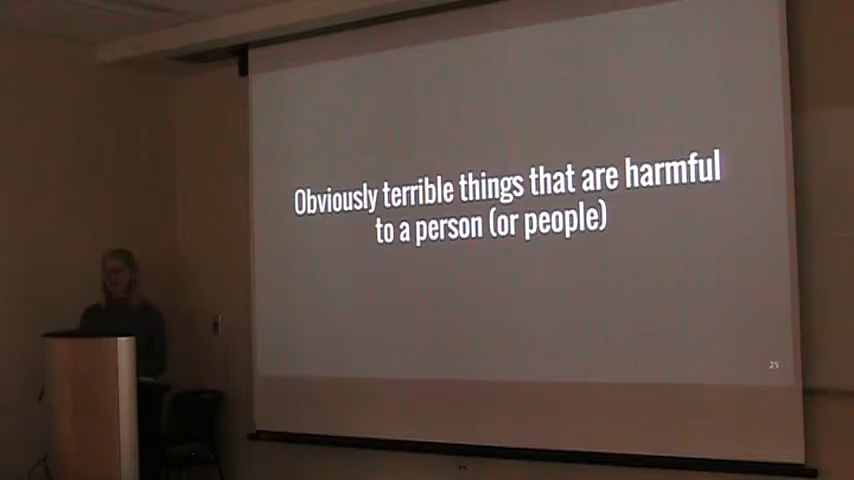 Obviously terrible things that are harmful
to a person (or people)
25